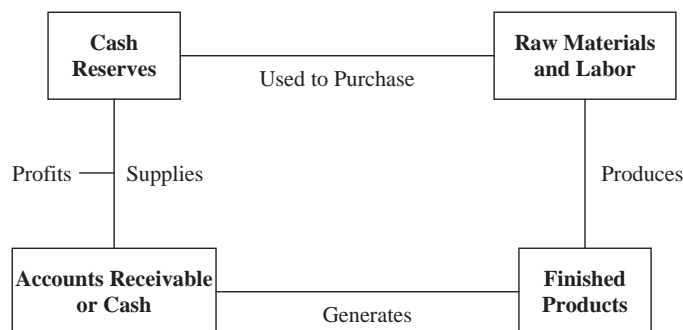 Cash
Reserves
Used to Purchase
Raw Materials
and Labor
Profits
Supplies
Produces
Accounts Receivable
or Cash
Generates
Finished
Products